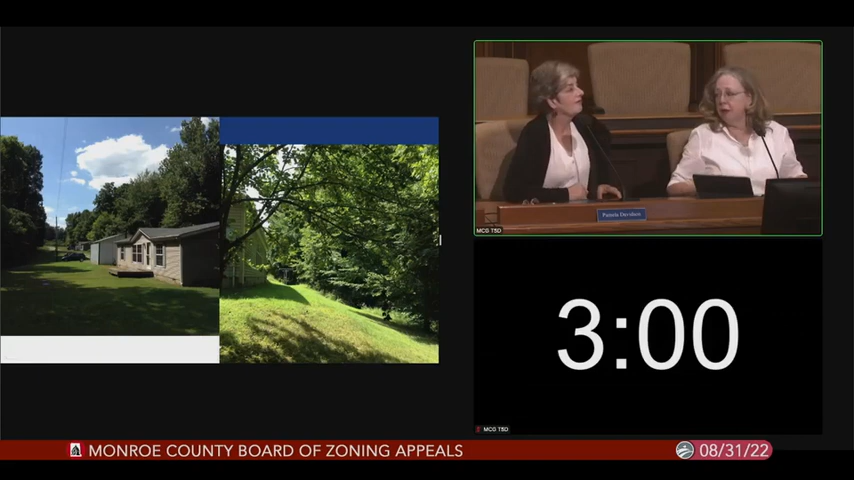 Pamela Davidson
MCG TSD
3:00
MCG TSD
MONROE COUNTY BOARD OF ZONING APPEALS
08/31/22